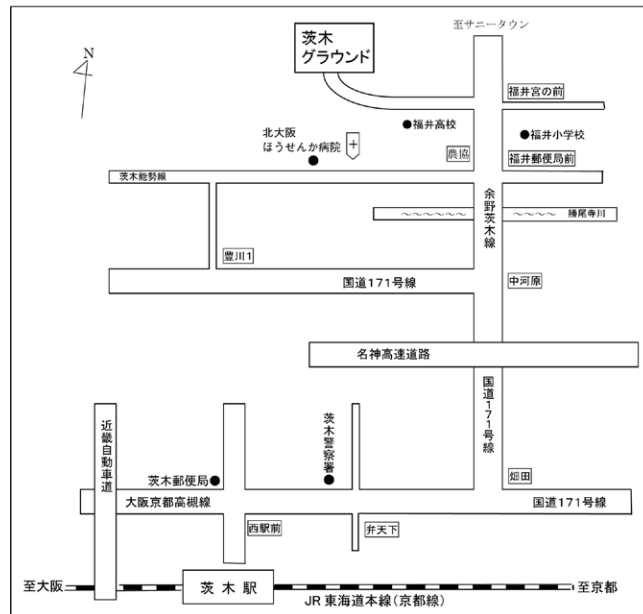 至サニータウン
茨木
グラウンド
N
福井宮の前
福井高校
福井小学校
北大阪
ほうせんか病院
農協
福井郵便局前
茨木能勢線
余野茨木線
勝尾寺川
豊川1
国道171号線
中河原
名神高速道路
国道171号線
近畿自動車道
茨木警察署
茨木郵便局
畑田
大阪京都高槻線
国道171号線
西駅前
弁天下
至大阪
茨木駅
至京都
JR東海道本線(京都線)